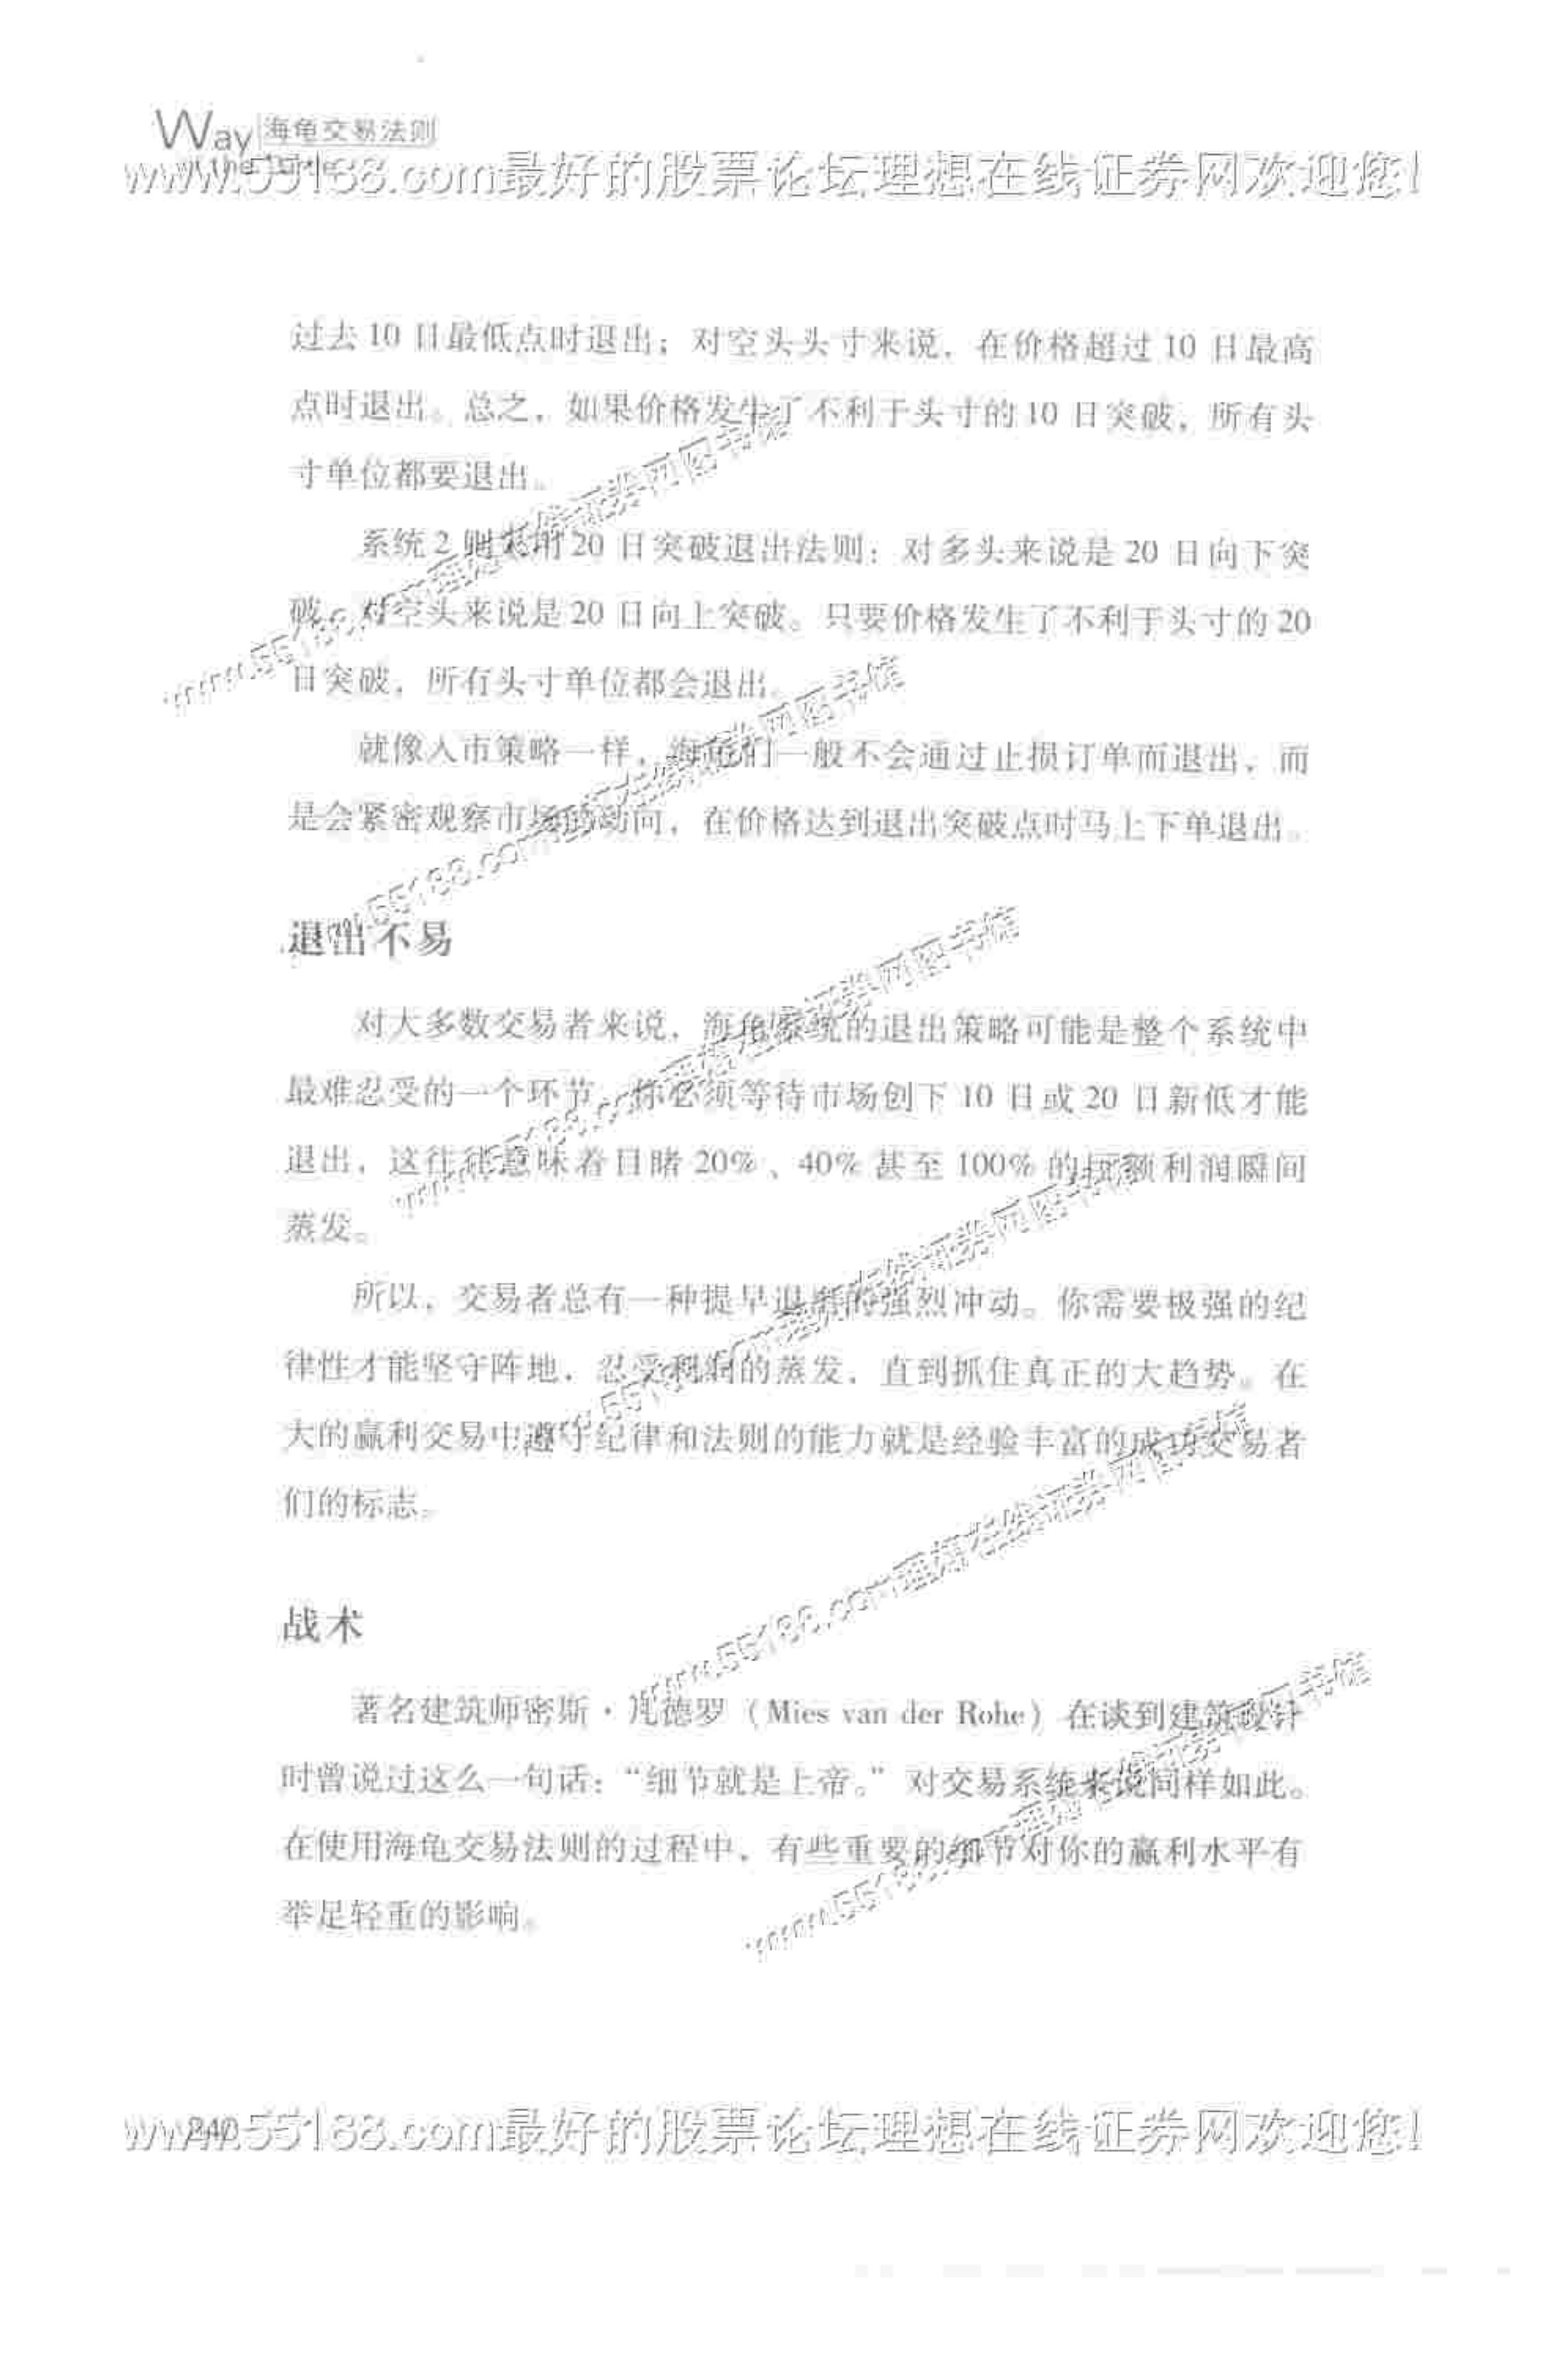 Way 海龟交易法则
www.55188.com最好的股票论坛理想在线证券网欢迎您!
过去10日最低点时退出；对空头头寸来说，在价格超过10日最高
点时退出。总之，如果价格发生了不利于头寸的10日突破，所有头
寸单位都要退出。
系统2则采用20日突破退出法则：对多头来说是20日向下突
破，对空头来说是20日向上突破。只要价格发生了不利于头寸的20
日突破，所有头寸单位都会退出。
就像入市策略一样，海龟们一般不会通过止损订单而退出，而
是会紧密观察市场的动向，在价格达到退出突破点时马上下单退出。
退出不易
对大多数交易者来说，海龟系统的退出策略可能是整个系统中
最难忍受的一个环节。你必须等待市场创下10日或20日新低才能
退出，这往往意味着目睹20%、40%甚至100%的利润瞬间
蒸发。
所以，交易者总有一种提早退出的强烈冲动。你需要极强的纪
律性才能坚守阵地，忍受利润的蒸发，直到抓住真正的大趋势。在
大的赢利交易中遵守纪律和法则的能力就是经验丰富的成功交易者
们的标志。
战术
著名建筑师密斯·凡德罗（Mies van der Rohe）在谈到建筑设计
时曾说过这么一句话：“细节就是上帝。”对交易系统来说同样如此。
在使用海龟交易法则的过程中，有些重要的细节对你的赢利水平有
举足轻重的影响。
240
www.55188.com最好的股票论坛理想在线证券网欢迎您!